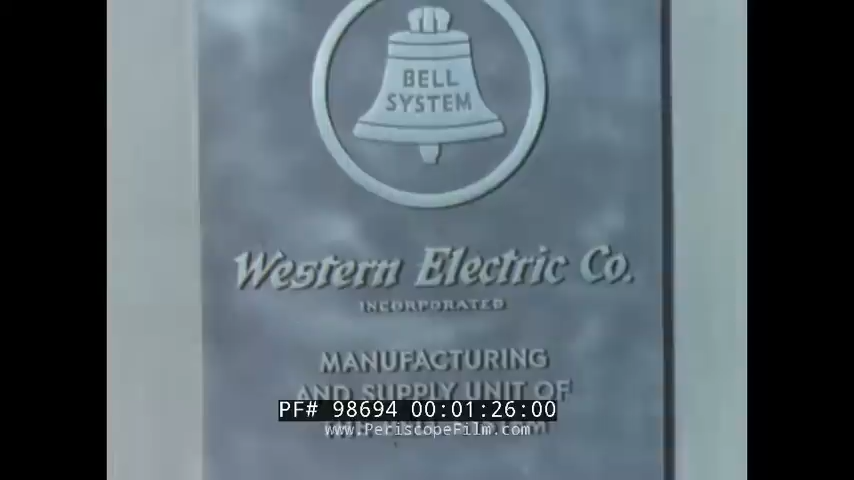 BELL
SYSTEM
Western Electric Co.
INCORPORATED
MANUFACTURING
AND SUPPLY UNIT OF
PF# 98694 00:01:26:00
www.PeriscopeFilm.com